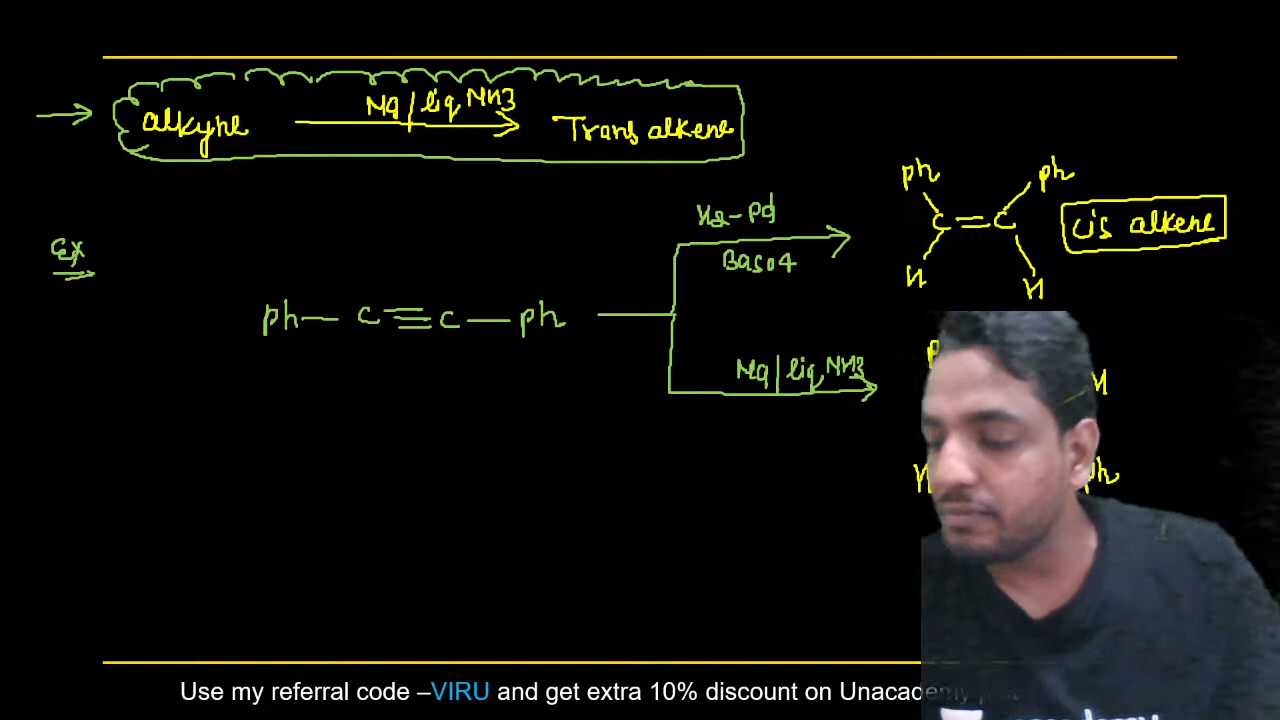 alkyne Na/liq, NH3 Trans alkene
Ex
Ph—C≡C—Ph
H2-Pd
BaSO4
Ph Ph
C=C
H H
cis alkene
Na/liq, NH3
H
H Ph
Use my referral code –VIRU and get extra 10% discount on Unacademy